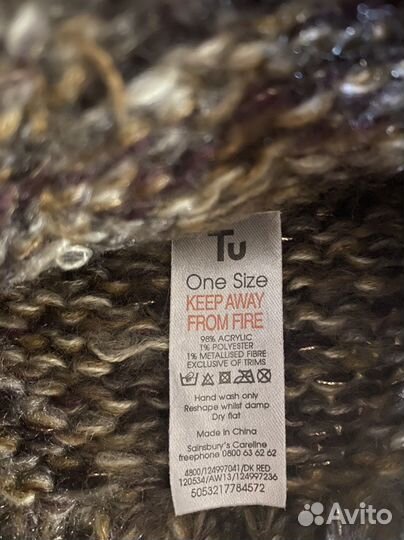 Tu
One Size
KEEP AWAY
FROM FIRE
98% ACRYLIC
1% POLYESTER
1% METALLISED FIBRE
EXCLUSIVE OF TRIMS
Hand wash only
Reshape whilst damp
Dry flat
Made in China
Sainsbury's Careline
freephone 0800 63 62 62
4800/124997041/DK RED
120534/AW13/124997236
5053217784572
Avito